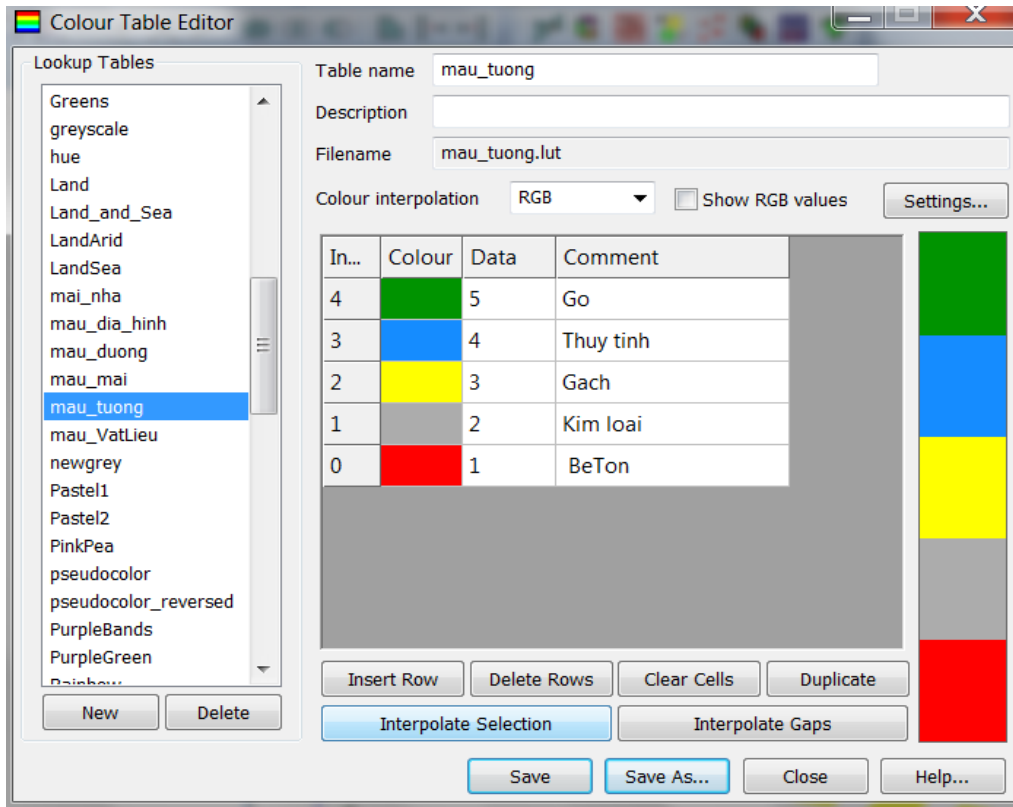 Colour Table Editor
Lookup Tables
Greens
greyscale
hue
Land
Land_and_Sea
LandArid
LandSea
mai_nha
mau_dia_hinh
mau_duong
mau_mai
mau_tuong
mau_VatLieu
newgrey
Pastel1
Pastel2
PinkPea
pseudocolor
pseudocolor_reversed
PurpleBands
PurpleGreen
New Delete
Table name mau_tuong
Description
Filename mau_tuong.lut
Colour interpolation RGB Show RGB values Settings...
In... Colour Data Comment
4 5 Go
3 4 Thuy tinh
2 3 Gach
1 2 Kim loai
0 1 BeTon
Insert Row Delete Rows Clear Cells Duplicate
Interpolate Selection Interpolate Gaps
Save Save As... Close Help...